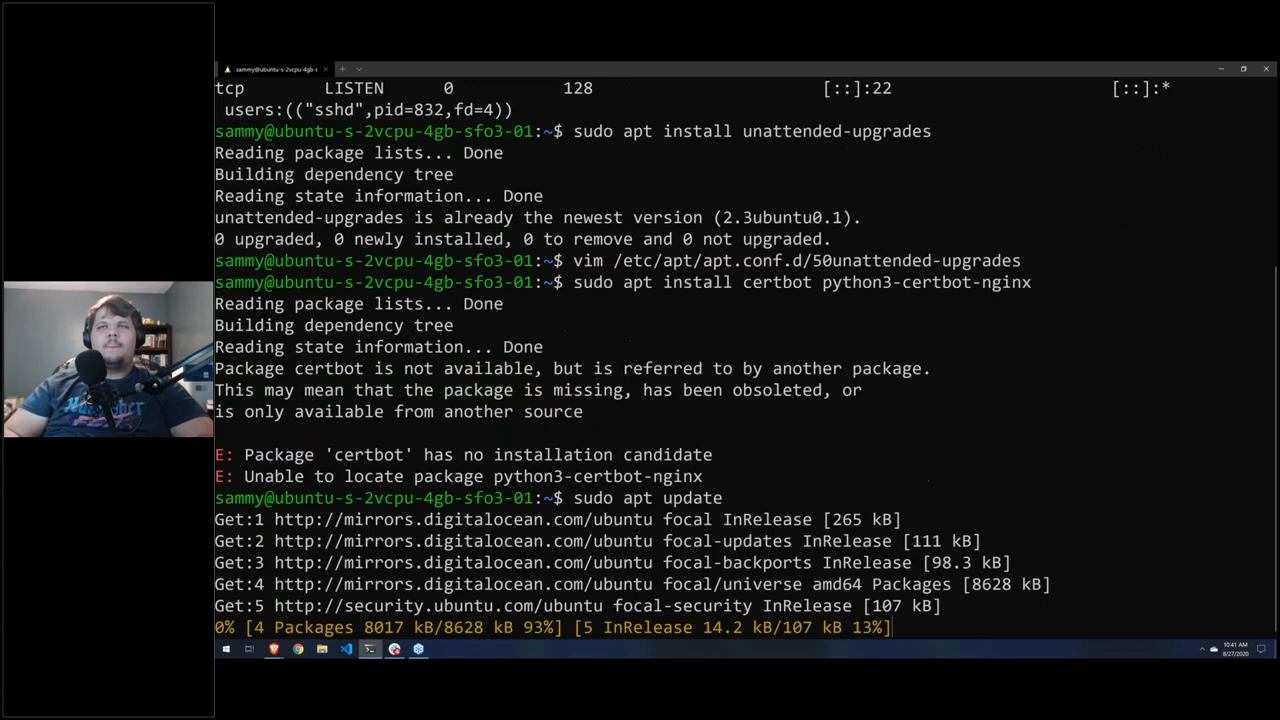 sammy@ubuntu-s-2vcpu-4gb-s
tcp LISTEN 0 128 [::]:22 [::]:*
users:(("sshd",pid=832,fd=4))
sammy@ubuntu-s-2vcpu-4gb-sfo3-01:~$ sudo apt install unattended-upgrades
Reading package lists... Done
Building dependency tree
Reading state information... Done
unattended-upgrades is already the newest version (2.3ubuntu0.1).
0 upgraded, 0 newly installed, 0 to remove and 0 not upgraded.
sammy@ubuntu-s-2vcpu-4gb-sfo3-01:~$ vim /etc/apt/apt.conf.d/50unattended-upgrades
sammy@ubuntu-s-2vcpu-4gb-sfo3-01:~$ sudo apt install certbot python3-certbot-nginx
Reading package lists... Done
Building dependency tree
Reading state information... Done
Package certbot is not available, but is referred to by another package.
This may mean that the package is missing, has been obsoleted, or
is only available from another source
E: Package 'certbot' has no installation candidate
E: Unable to locate package python3-certbot-nginx
sammy@ubuntu-s-2vcpu-4gb-sfo3-01:~$ sudo apt update
Get:1 http://mirrors.digitalocean.com/ubuntu focal InRelease [265 kB]
Get:2 http://mirrors.digitalocean.com/ubuntu focal-updates InRelease [111 kB]
Get:3 http://mirrors.digitalocean.com/ubuntu focal-backports InRelease [98.3 kB]
Get:4 http://mirrors.digitalocean.com/ubuntu focal/universe amd64 Packages [8628 kB]
Get:5 http://security.ubuntu.com/ubuntu focal-security InRelease [107 kB]
0% [4 Packages 8017 kB/8628 kB 93%] [5 InRelease 14.2 kB/107 kB 13%]
10:41 AM
8/27/2020